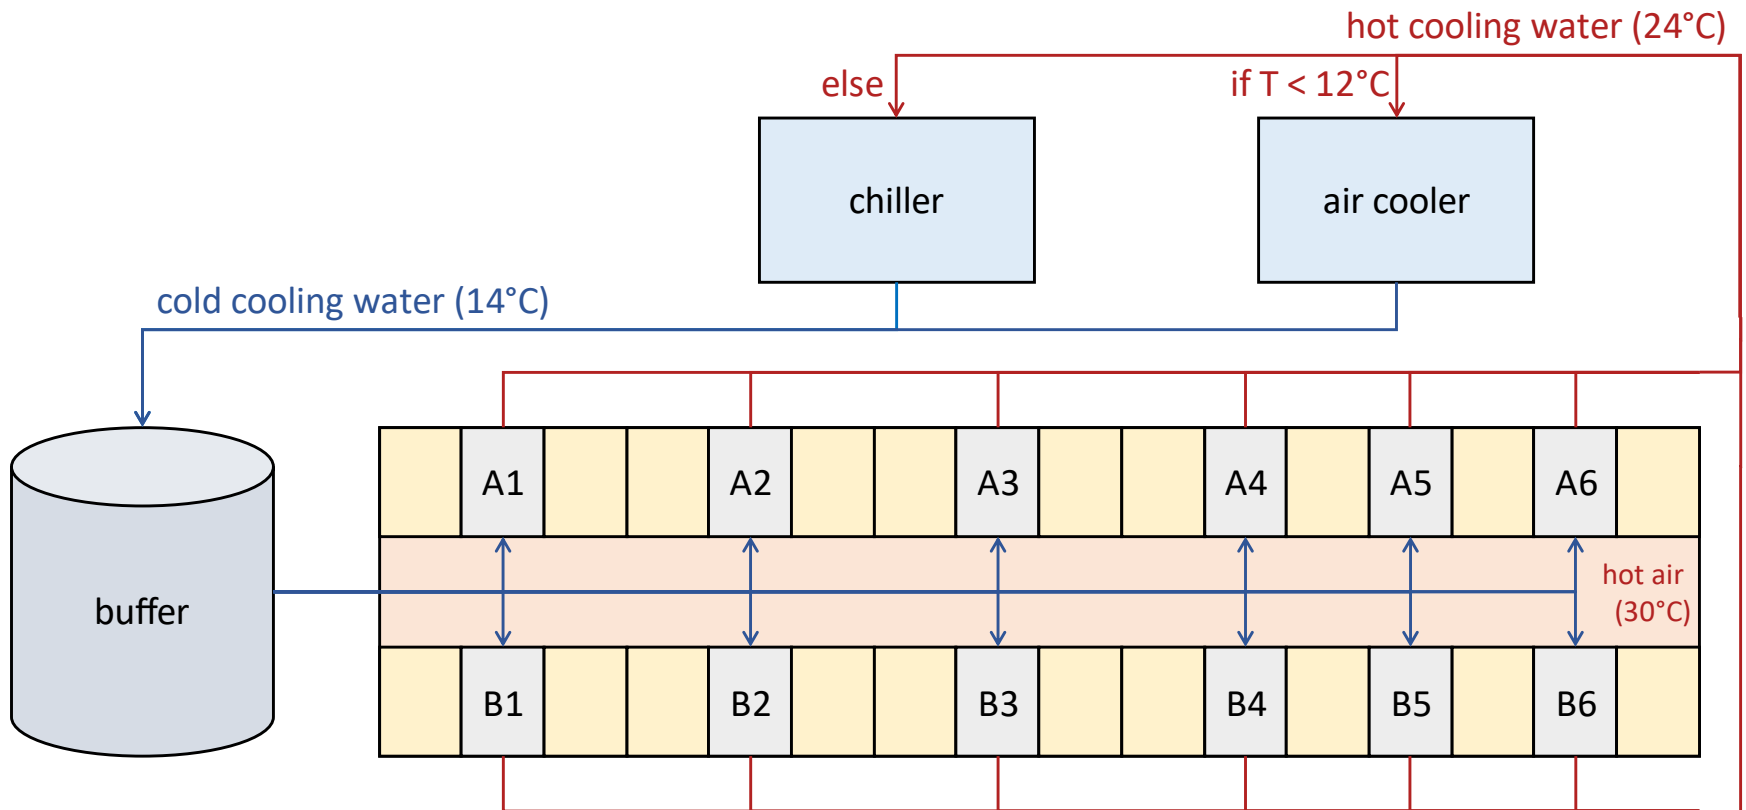 hot cooling water (24°C)
else
if T < 12°C
chiller
air cooler
cold cooling water (14°C)
A1
A2
A3
A4
A5
A6
hot air
(30°C)
buffer
B1
B2
B3
B4
B5
B6